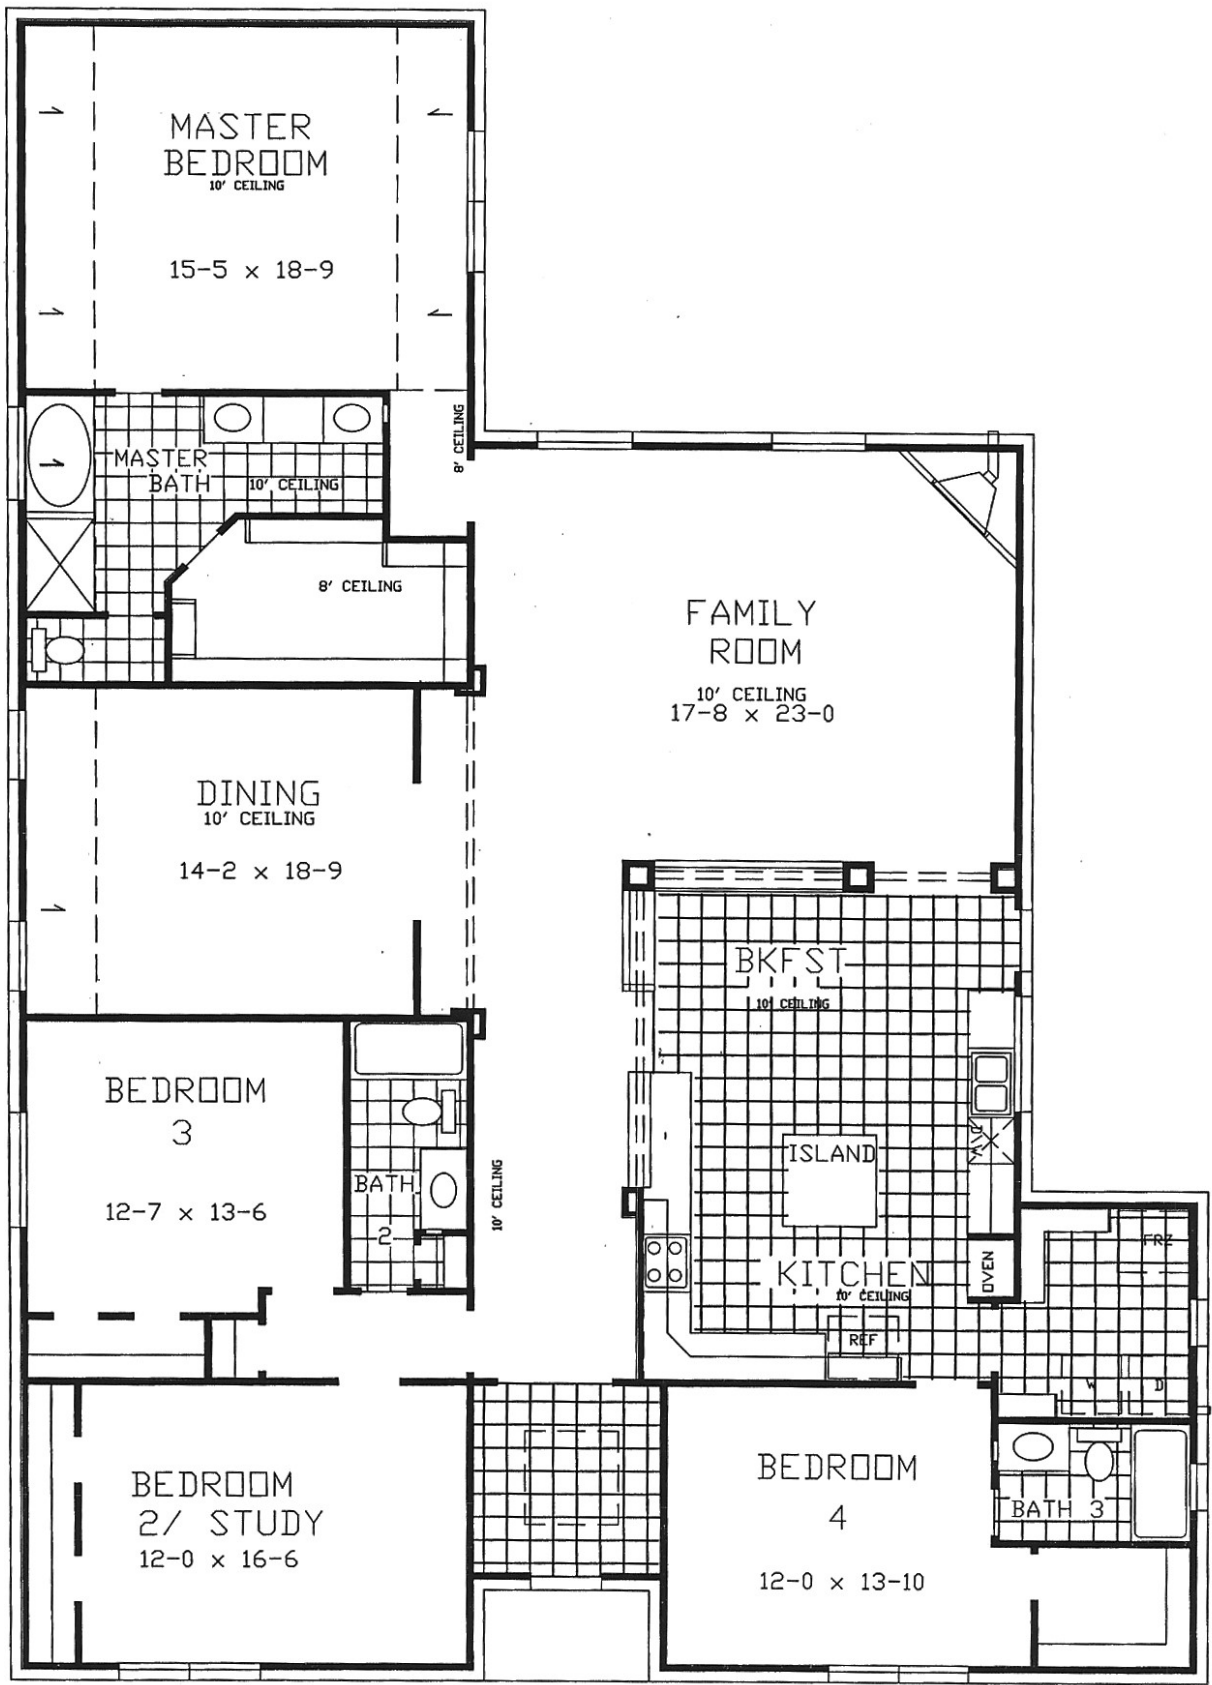 MASTER
BEDROOM
10' CEILING
15-5 x 18-9
8' CEILING
MASTER
BATH
10' CEILING
8' CEILING
FAMILY
ROOM
10' CEILING
17-8 x 23-0
DINING
10' CEILING
14-2 x 18-9
BKFST
10' CEILING
BEDROOM
3
12-7 x 13-6
BATH
2
10' CEILING
ISLAND
D/W
KITCHEN
10' CEILING
OVEN
FRZ
REF
W
D
BEDROOM
2/ STUDY
12-0 x 16-6
BEDROOM
4
12-0 x 13-10
BATH 3